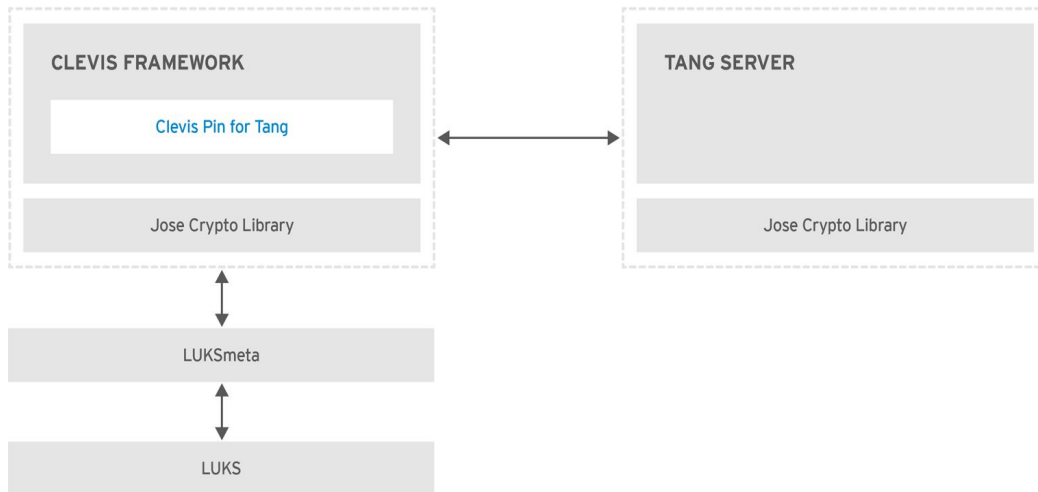 CLEVIS FRAMEWORK
Clevis Pin for Tang
Jose Crypto Library
TANG SERVER
Jose Crypto Library
LUKSmeta
LUKS